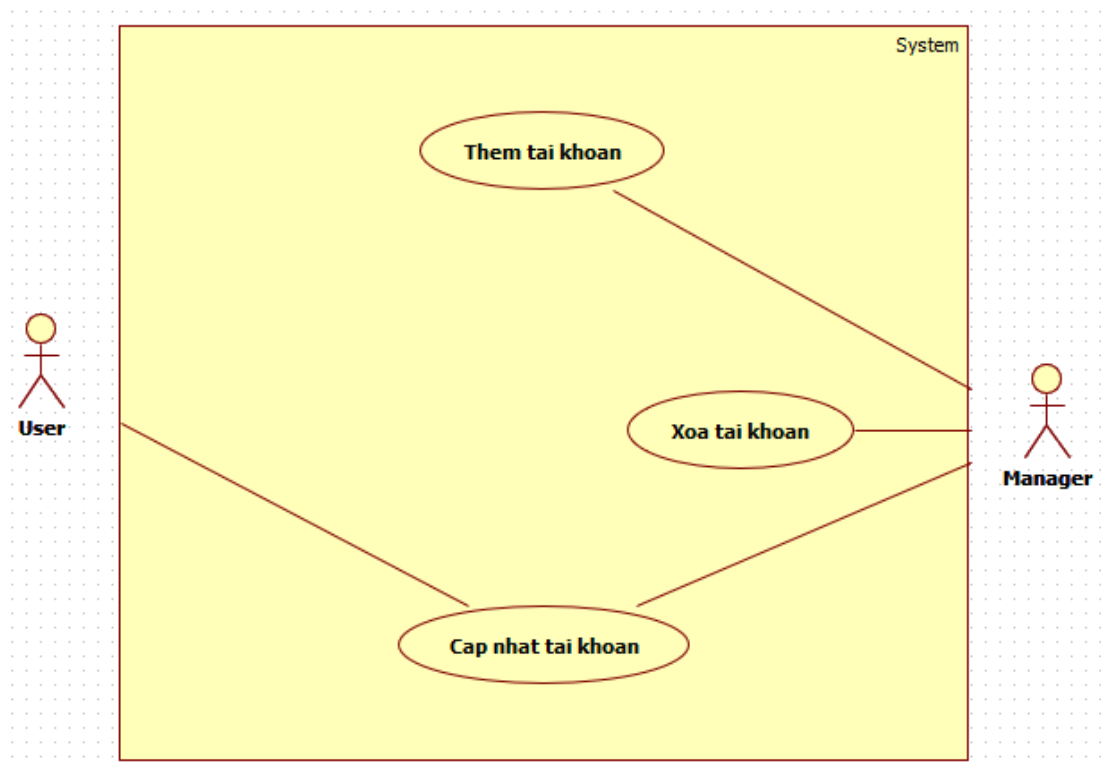 System
Them tai khoan
User
Xoa tai khoan
Manager
Cap nhat tai khoan